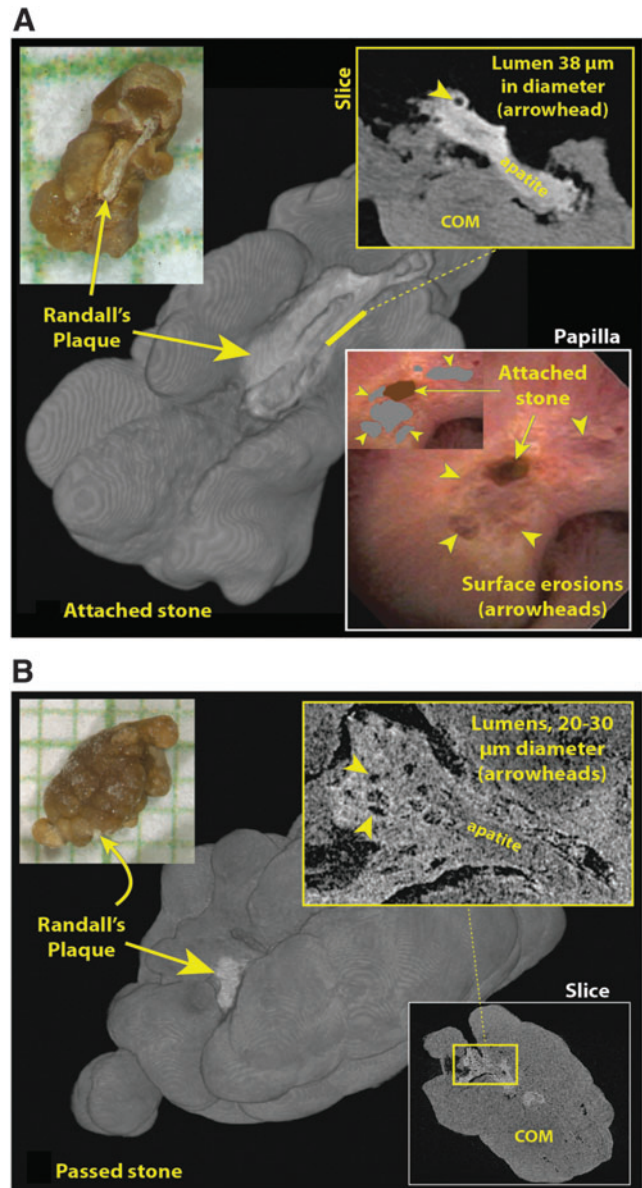 A
Slice
Lumen 38 µm
in diameter
(arrowhead)
apatite
COM
Randall's
Plaque
Papilla
Attached
stone
Surface erosions
(arrowheads)
Attached stone
B
Lumens, 20-30
µm diameter
(arrowheads)
apatite
Randall's
Plaque
Slice
COM
Passed stone